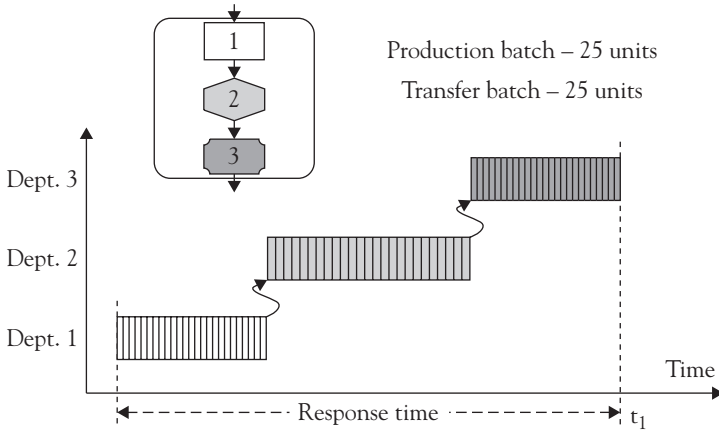 1
2
3
Production batch – 25 units
Transfer batch – 25 units
Dept. 3
Dept. 2
Dept. 1
Time
Response time
t1